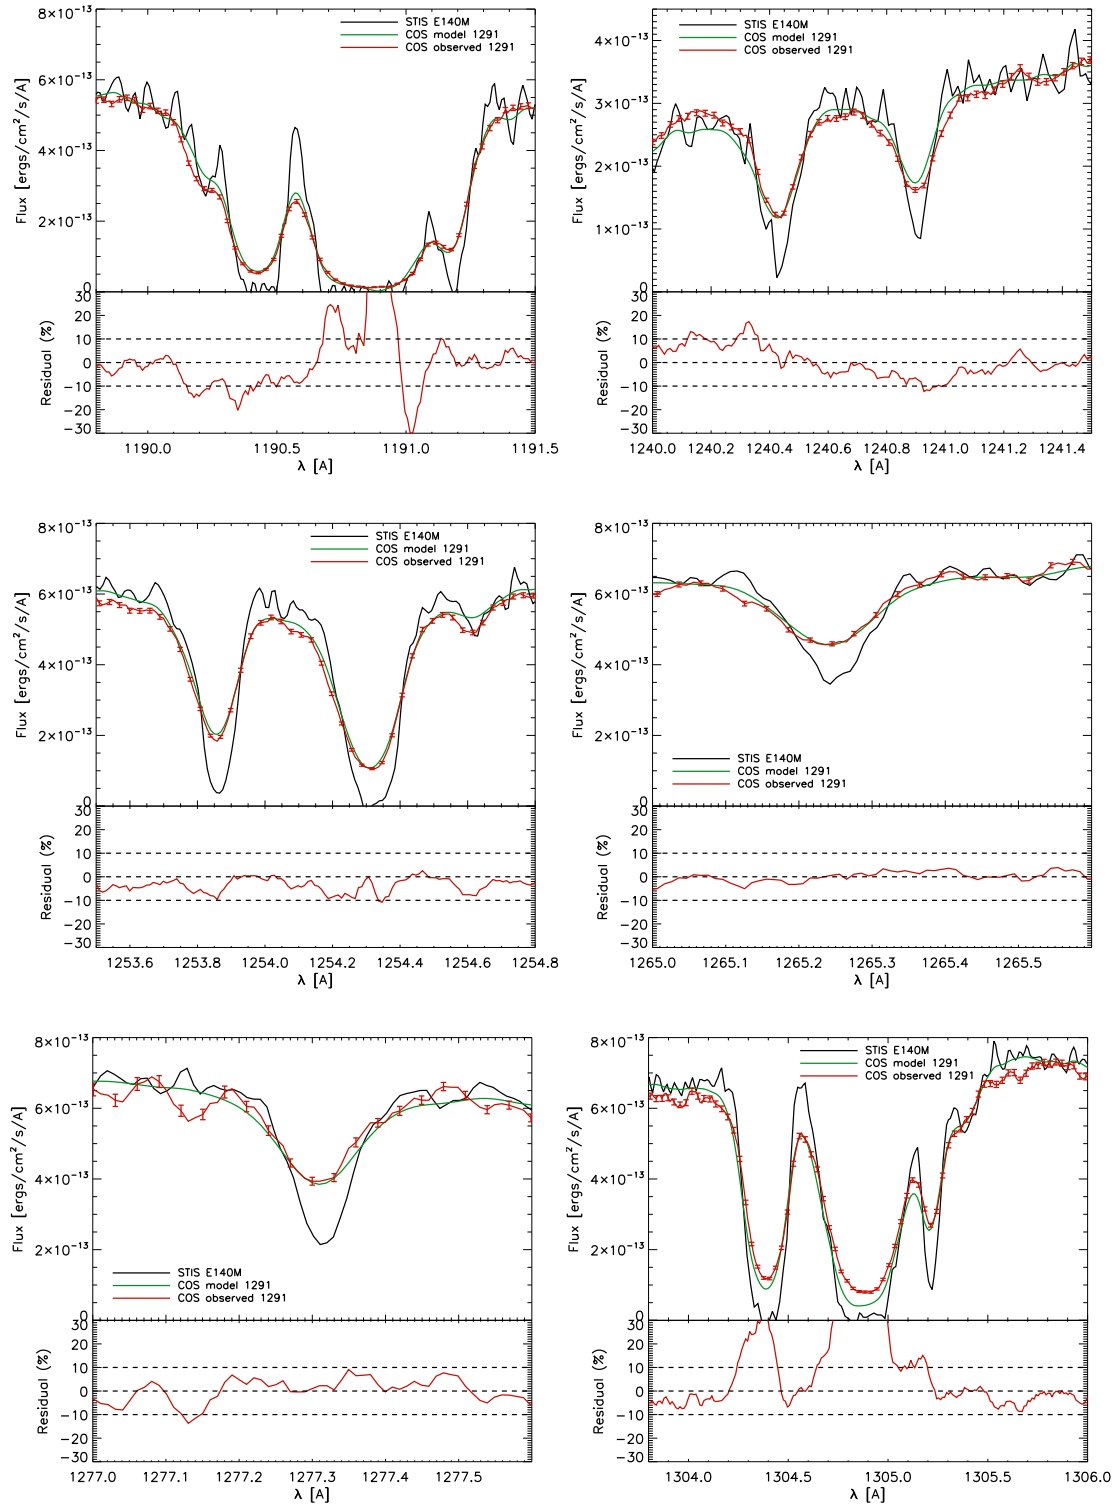 8×10⁻¹³
6×10⁻¹³
4×10⁻¹³
2×10⁻¹³
0
Flux [ergs/cm²/s/A]
STIS E140M
COS model 1291
COS observed 1291
30
20
10
0
−10
−20
−30
Residual (%)
1190.0 1190.5 1191.0 1191.5
λ [A]
4×10⁻¹³
3×10⁻¹³
2×10⁻¹³
1×10⁻¹³
0
Flux [ergs/cm²/s/A]
STIS E140M
COS model 1291
COS observed 1291
30
20
10
0
−10
−20
−30
Residual (%)
1240.0 1240.2 1240.4 1240.6 1240.8 1241.0 1241.2 1241.4
λ [A]
8×10⁻¹³
6×10⁻¹³
4×10⁻¹³
2×10⁻¹³
0
Flux [ergs/cm²/s/A]
STIS E140M
COS model 1291
COS observed 1291
30
20
10
0
−10
−20
−30
Residual (%)
1253.6 1253.8 1254.0 1254.2 1254.4 1254.6 1254.8
λ [A]
8×10⁻¹³
6×10⁻¹³
4×10⁻¹³
2×10⁻¹³
0
Flux [ergs/cm²/s/A]
STIS E140M
COS model 1291
COS observed 1291
30
20
10
0
−10
−20
−30
Residual (%)
1265.0 1265.1 1265.2 1265.3 1265.4 1265.5
λ [A]
8×10⁻¹³
6×10⁻¹³
4×10⁻¹³
2×10⁻¹³
0
Flux [ergs/cm²/s/A]
STIS E140M
COS model 1291
COS observed 1291
30
20
10
0
−10
−20
−30
Residual (%)
1277.0 1277.1 1277.2 1277.3 1277.4 1277.5
λ [A]
8×10⁻¹³
6×10⁻¹³
4×10⁻¹³
2×10⁻¹³
0
Flux [ergs/cm²/s/A]
STIS E140M
COS model 1291
COS observed 1291
30
20
10
0
−10
−20
−30
Residual (%)
1304.0 1304.5 1305.0 1305.5 1306.0
λ [A]